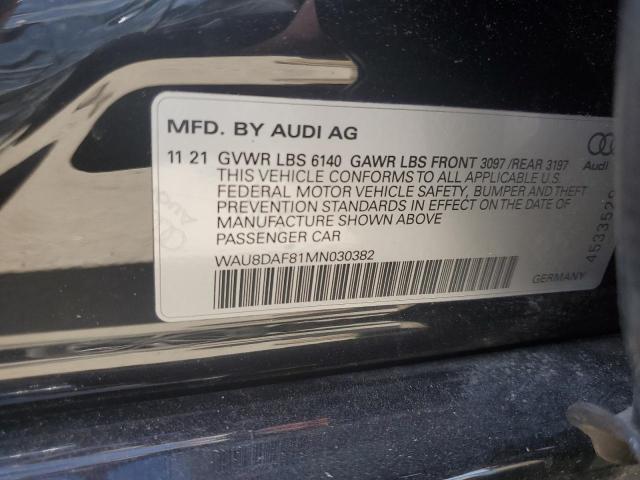 MFD. BY AUDI AG
11 21 GVWR LBS 6140 GAWR LBS FRONT 3097 /REAR 3197
THIS VEHICLE CONFORMS TO ALL APPLICABLE U.S.
FEDERAL MOTOR VEHICLE SAFETY, BUMPER AND THEFT
PREVENTION STANDARDS IN EFFECT ON THE DATE OF
MANUFACTURE SHOWN ABOVE
PASSENGER CAR
WAU8DAF81MN030382
GERMANY
Audi
Audi